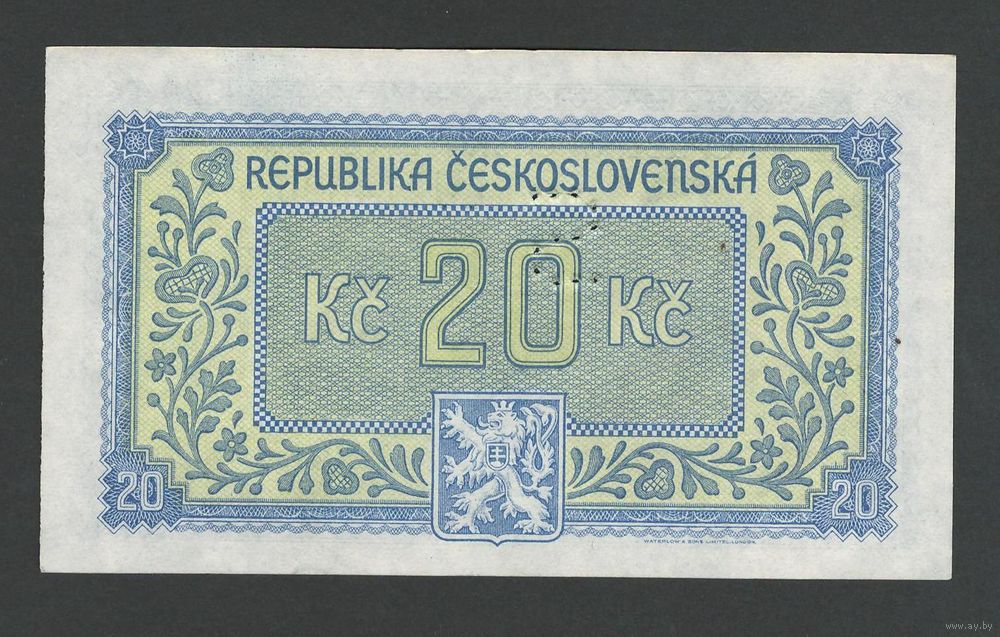 REPUBLIKA ČESKOSLOVENSKÁ
Kč 20 Kč
20 20
WATERLOW & SONS LIMITED, LONDON.
www.ay.by